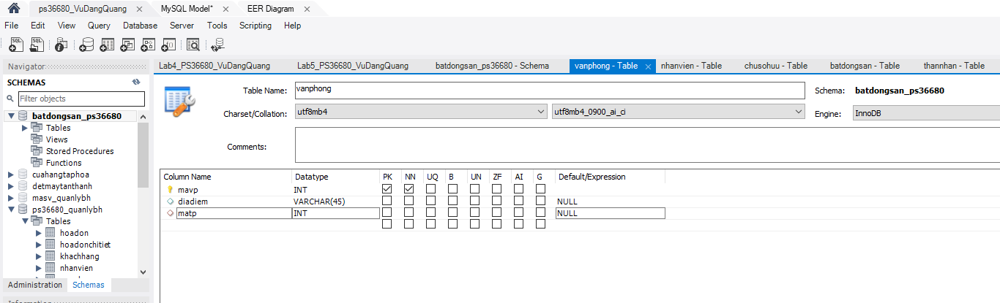 ps36680_VuDangQuang MySQL Model* EER Diagram
File Edit View Query Database Server Tools Scripting Help
Navigator
SCHEMAS
Filter objects
batdongsan_ps36680
Tables
Views
Stored Procedures
Functions
cuahangtaphoa
detmaytanthanh
masv_quanlybh
ps36680_quanlybh
Tables
hoadon
hoadonchitiet
khachhang
nhanvien
Administration Schemas
Lab4_PS36680_VuDangQuang Lab5_PS36680_VuDangQuang batdongsan_ps36680 - Schema vanphong - Table nhanvien - Table chusohuu - Table batdongsan - Table thannhan - Table
Table Name: vanphong Schema: batdongsan_ps36680
Charset/Collation: utf8mb4 utf8mb4_0900_ai_ci Engine: InnoDB
Comments:
Column Name Datatype PK NN UQ B UN ZF AI G Default/Expression
mavp INT
diadiem VARCHAR(45) NULL
matp INT NULL